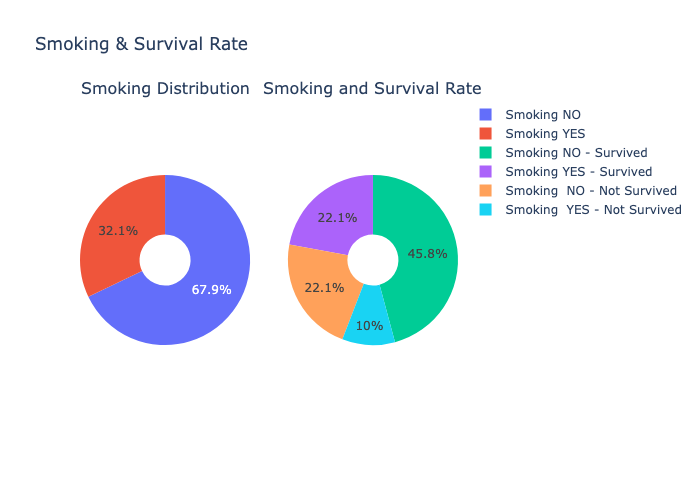 Smoking & Survival Rate
Smoking Distribution
Smoking and Survival Rate
Smoking NO
Smoking YES
Smoking NO - Survived
Smoking YES - Survived
Smoking  NO - Not Survived
Smoking  YES - Not Survived
32.1%
67.9%
22.1%
45.8%
22.1%
10%